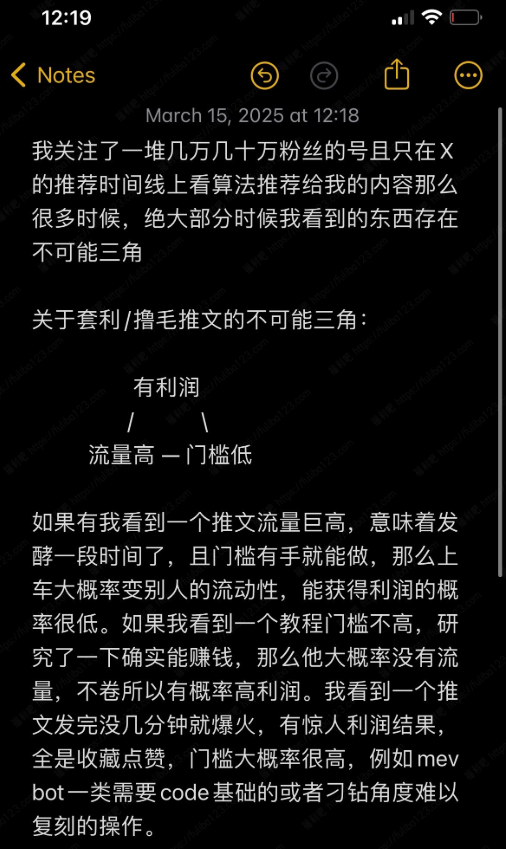 12:19
Notes
March 15, 2025 at 12:18
我关注了一堆几万几十万粉丝的号且只在X
的推荐时间线上看算法推荐给我的内容那么
很多时候，绝大部分时候我看到的东西存在
不可能三角
关于套利/撸毛推文的不可能三角：
有利润
/ \
流量高 — 门槛低
如果有我看到一个推文流量巨高，意味着发
酵一段时间了，且门槛有手就能做，那么上
车大概率变别人的流动性，能获得利润的概
率很低。如果我看到一个教程门槛不高，研
究了一下确实能赚钱，那么他大概率没有流
量，不卷所以有概率高利润。我看到一个推
文发完没几分钟就爆火，有惊人利润结果，
全是收藏点赞，门槛大概率很高，例如mev
bot一类需要code基础的或者刁钻角度难以
复刻的操作。